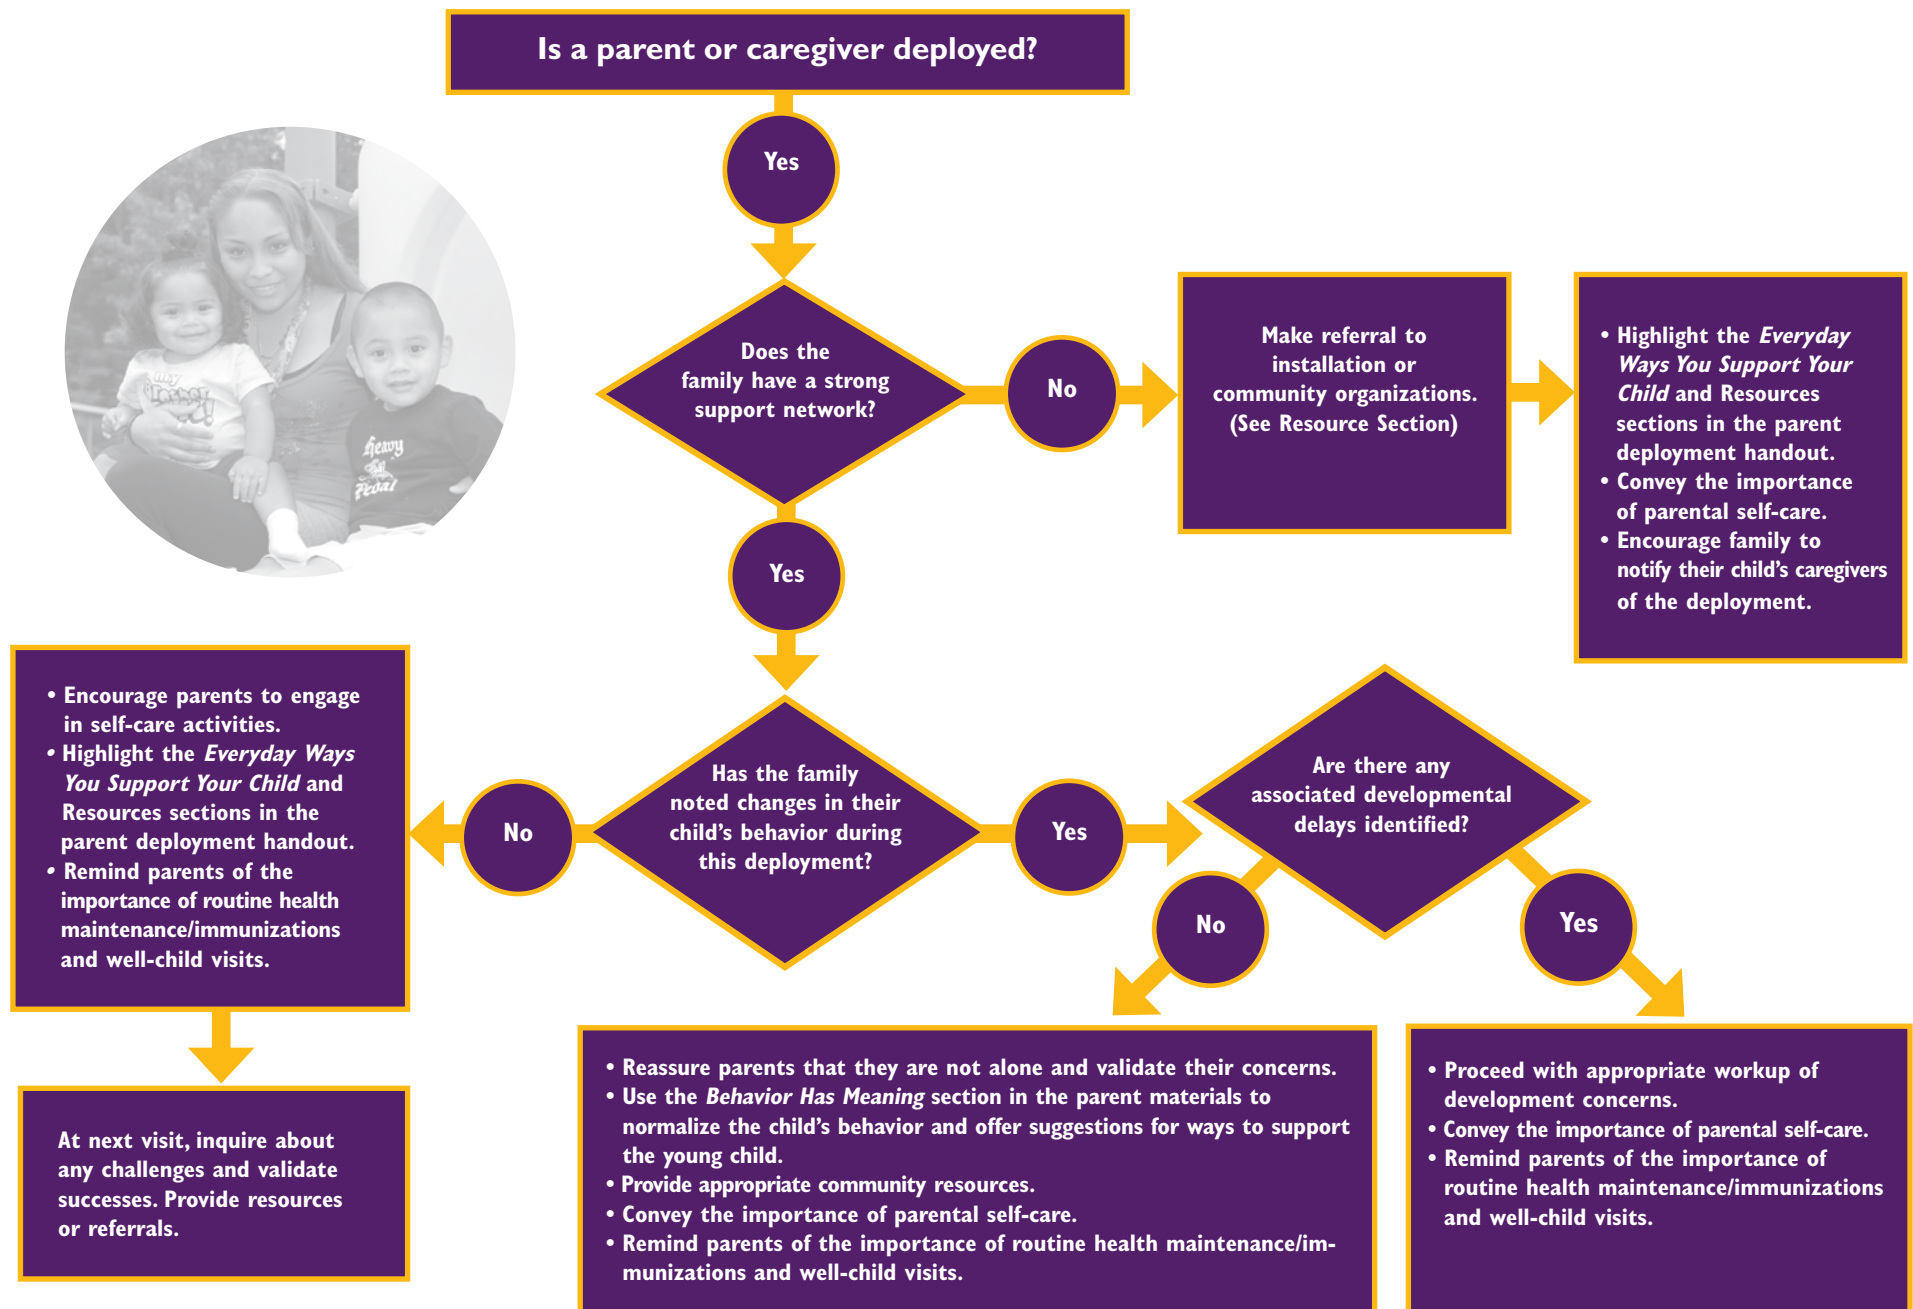 Is a parent or caregiver deployed?
Yes
Does the
family have a strong
support network?
No
Make referral to
installation or
community organizations.
(See Resource Section)
• Highlight the Everyday
Ways You Support Your
Child and Resources
sections in the parent
deployment handout.
• Convey the importance
of parental self-care.
• Encourage family to
notify their child’s caregivers
of the deployment.
my
Heavy
Pedal
Yes
Has the family
noted changes in their
child’s behavior during
this deployment?
No
• Encourage parents to engage
in self-care activities.
• Highlight the Everyday Ways
You Support Your Child and
Resources sections in the
parent deployment handout.
• Remind parents of the
importance of routine health
maintenance/immunizations
and well-child visits.
At next visit, inquire about
any challenges and validate
successes. Provide resources
or referrals.
Yes
Are there any
associated developmental
delays identified?
No
• Reassure parents that they are not alone and validate their concerns.
• Use the Behavior Has Meaning section in the parent materials to
normalize the child’s behavior and offer suggestions for ways to support
the young child.
• Provide appropriate community resources.
• Convey the importance of parental self-care.
• Remind parents of the importance of routine health maintenance/im-
munizations and well-child visits.
Yes
• Proceed with appropriate workup of
development concerns.
• Convey the importance of parental self-care.
• Remind parents of the importance of
routine health maintenance/immunizations
and well-child visits.